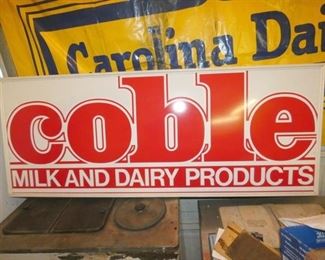 Carolina Dai
coble
MILK AND DAIRY PRODUCTS